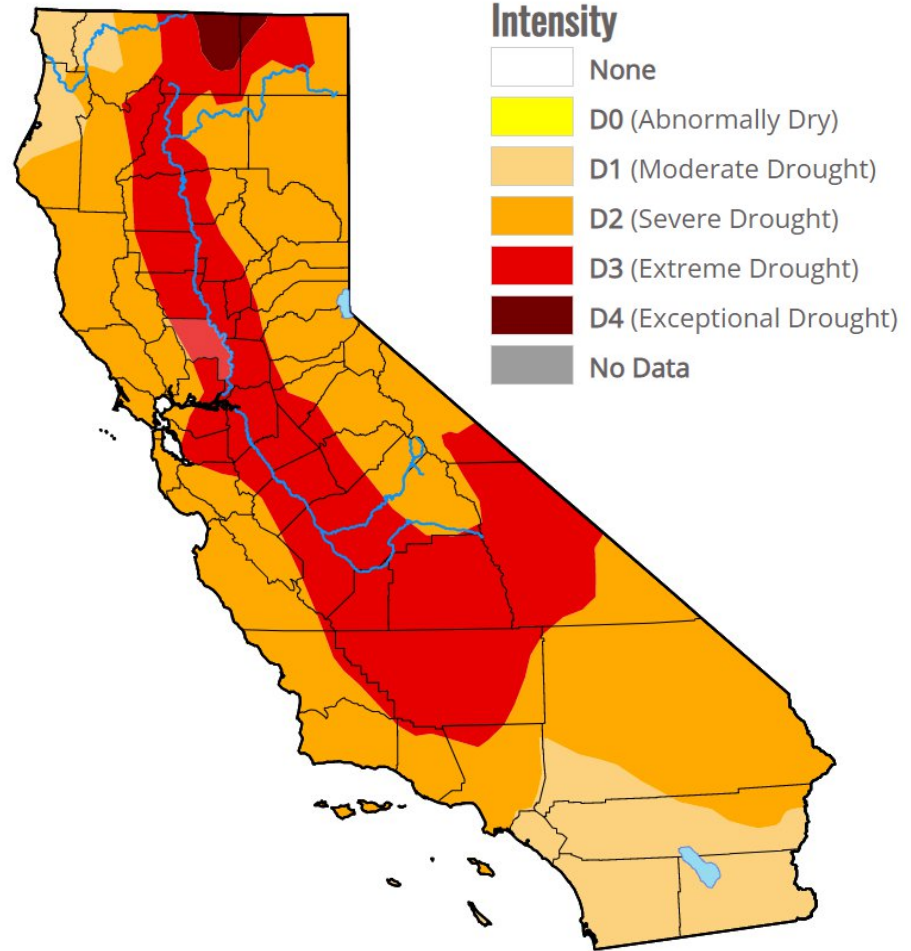 Intensity
None
D0 (Abnormally Dry)
D1 (Moderate Drought)
D2 (Severe Drought)
D3 (Extreme Drought)
D4 (Exceptional Drought)
No Data